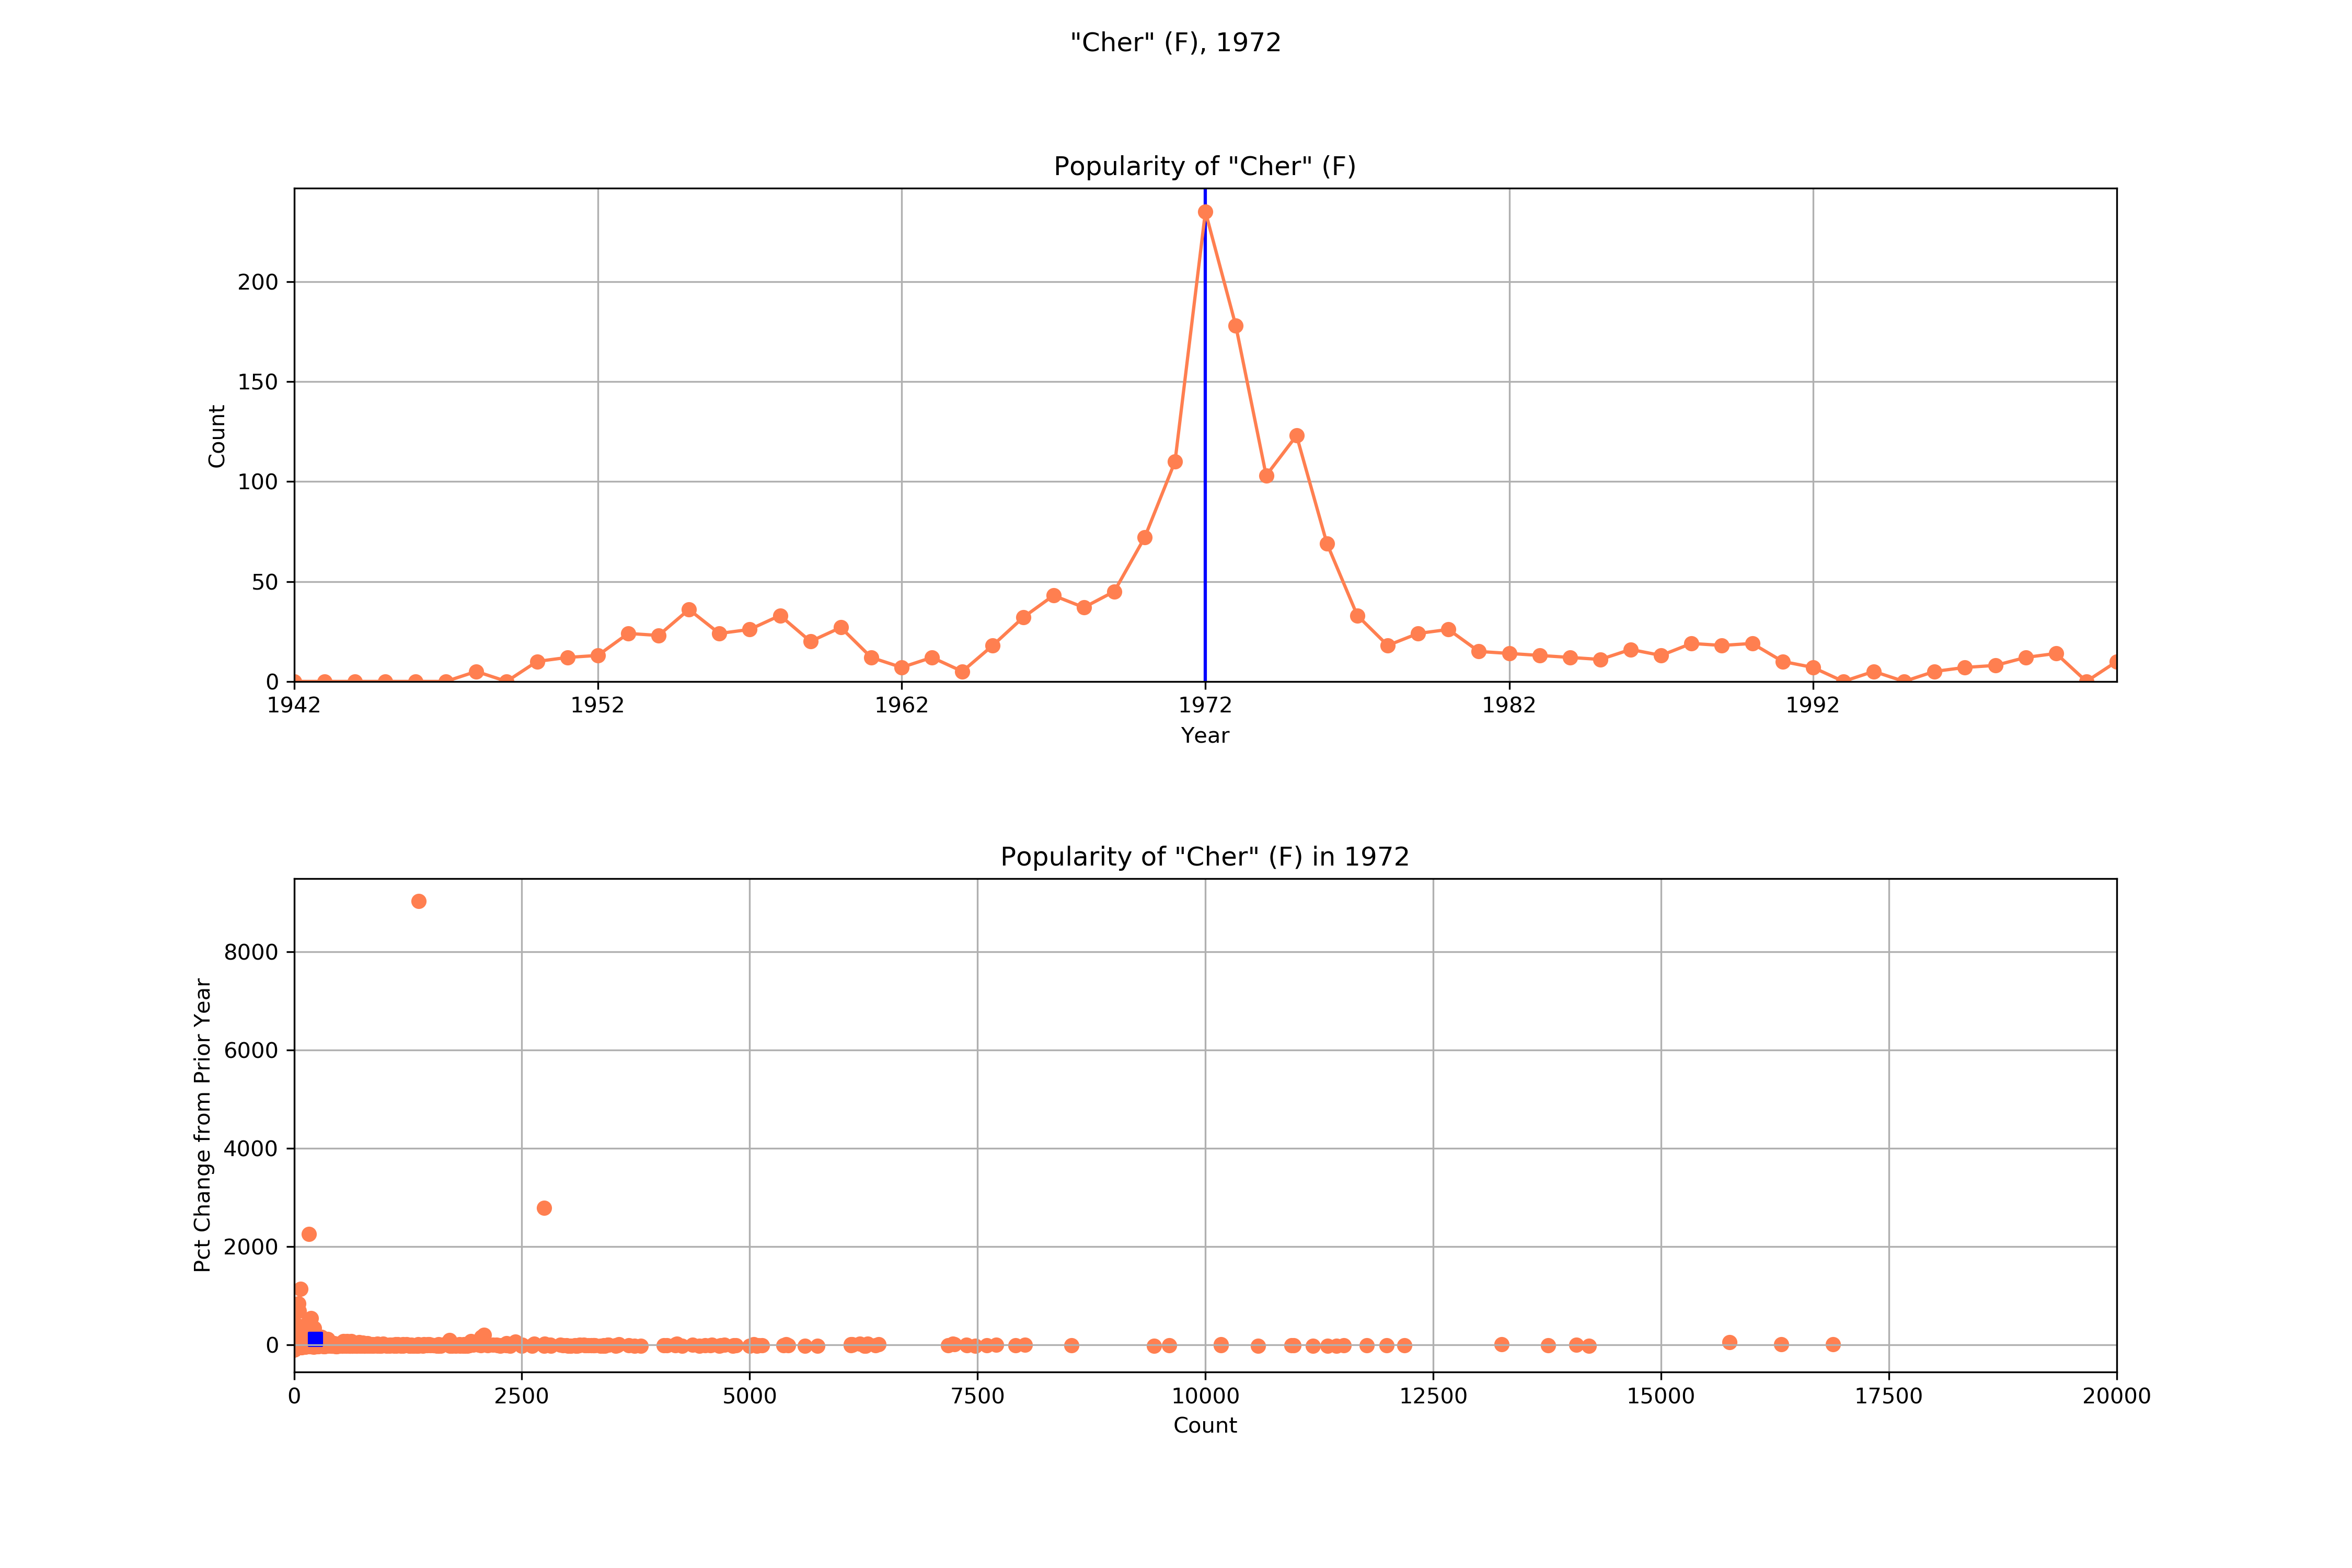 "Cher" (F), 1972
Popularity of "Cher" (F)
200
150
100
50
0
Count
1942 1952 1962 1972 1982 1992
Year
Popularity of "Cher" (F) in 1972
8000
6000
4000
2000
0
Pct Change from Prior Year
0 2500 5000 7500 10000 12500 15000 17500 20000
Count